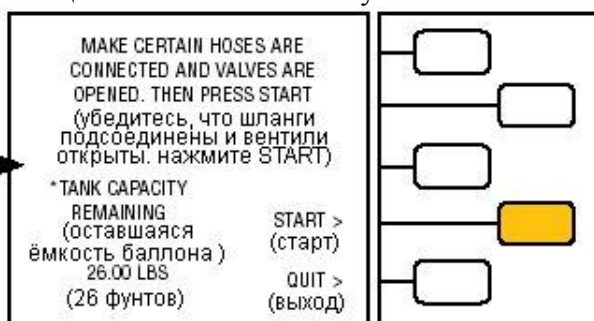 MAKE CERTAIN HOSES ARE
CONNECTED AND VALVES ARE
OPENED. THEN PRESS START
(убедитесь, что шланги
подсоединены и вентили
открыты. нажмите START)
*TANK CAPACITY
REMAINING
(оставшаяся
ёмкость баллона )
26.00 LBS
(26 фунтов)
START >
(старт)
QUIT >
(выход)